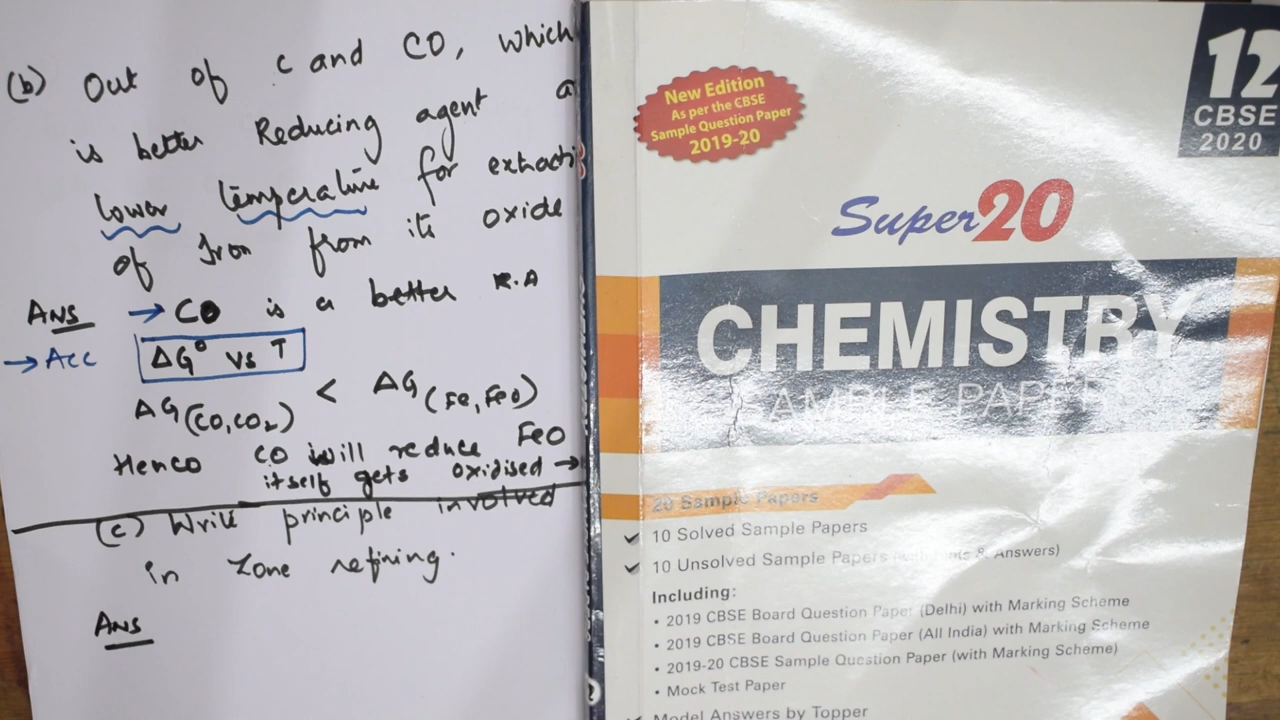 (b) Out of C and CO, which
is better Reducing agent a
lower temperature for extracti
of Iron from its oxide
Ans → CO is a better R.A
→ Acc ΔG° vs T
ΔG(CO,CO₂) < ΔG(Fe,FeO)
Hence CO will reduce FeO
itself gets oxidised →
(c) Write principle involved
in Zone refining.
Ans
New Edition
As per the CBSE
Sample Question Paper
2019-20
12
CBSE
2020
Super20
CHEMISTRY
SAMPLE PAPER
20 Sample Papers
✓ 10 Solved Sample Papers
✓ 10 Unsolved Sample Papers (with Hints & Answers)
Including:
• 2019 CBSE Board Question Paper (Delhi) with Marking Scheme
• 2019 CBSE Board Question Paper (All India) with Marking Scheme
• 2019-20 CBSE Sample Question Paper (with Marking Scheme)
• Mock Test Paper
✓ Model Answers by Topper